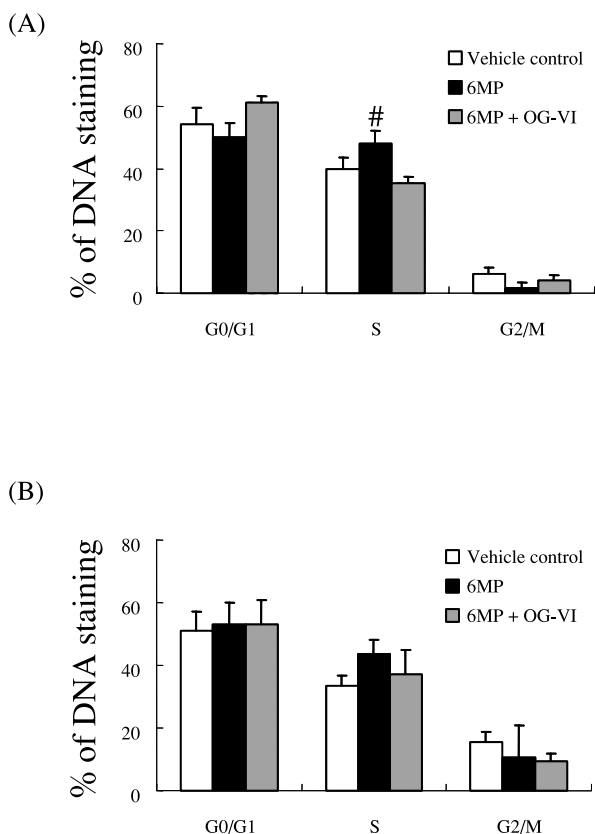 (A)
% of DNA staining
80
60
40
20
0
Vehicle control
6MP
6MP + OG-VI
#
G0/G1 S G2/M
(B)
% of DNA staining
80
60
40
20
0
Vehicle control
6MP
6MP + OG-VI
G0/G1 S G2/M